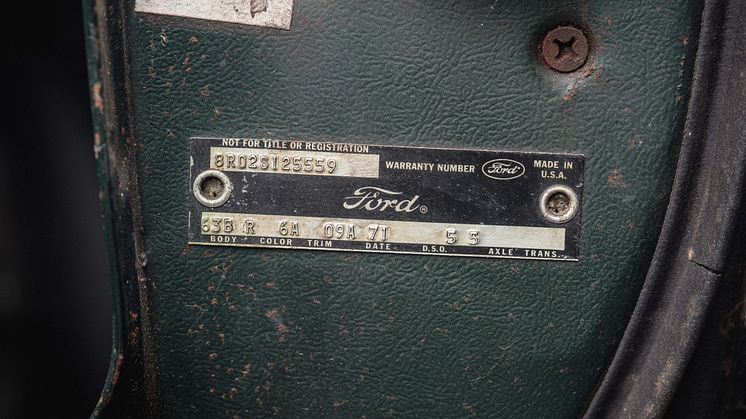 NOT FOR TITLE OR REGISTRATION
8R02S125559
WARRANTY NUMBER Ford MADE IN U.S.A.
Ford®
63B R 6A 09A 71 5 5
BODY COLOR TRIM DATE D.S.O. AXLE TRANS.